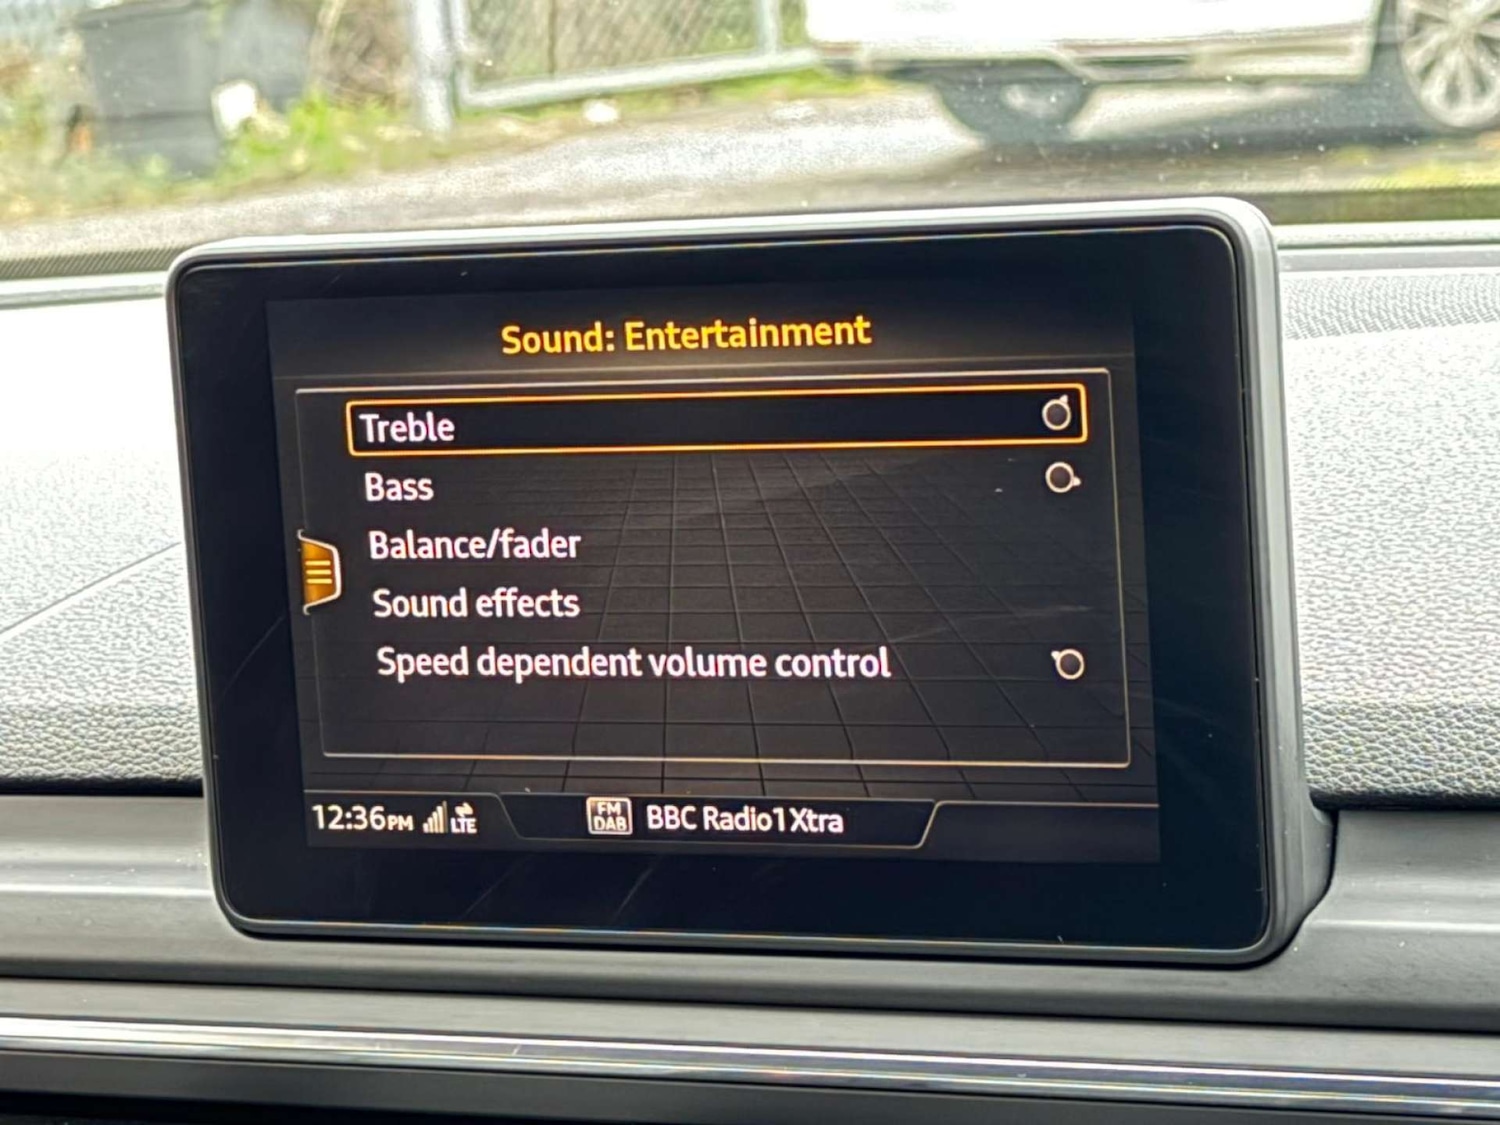 Sound: Entertainment
Treble
Bass
Balance/fader
Sound effects
Speed dependent volume control
12:36PM LTE FM DAB BBC Radio1Xtra